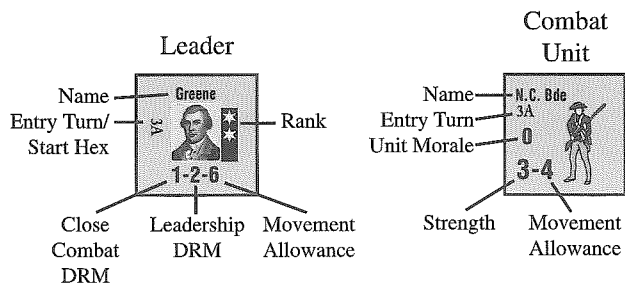 Leader
Name
Greene
Entry Turn/
Start Hex
3A
Rank
1-2-6
Close
Combat
DRM
Leadership
DRM
Movement
Allowance
Combat
Unit
Name
N.C. Bde
Entry Turn
3A
Unit Morale
0
3-4
Strength
Movement
Allowance